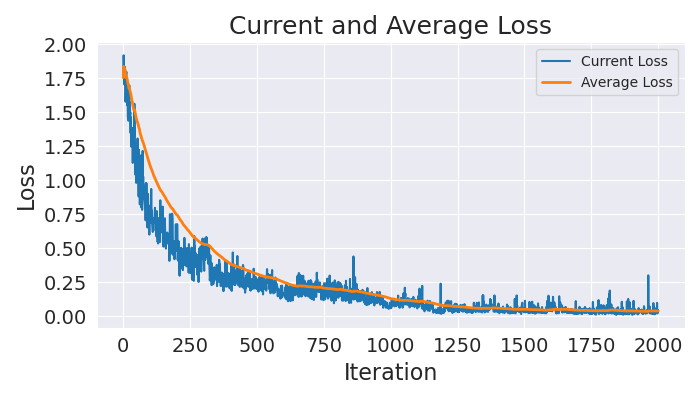 Current and Average Loss
2.00
1.75
1.50
1.25
1.00
0.75
0.50
0.25
0.00
Loss
Current Loss
Average Loss
0 250 500 750 1000 1250 1500 1750 2000
Iteration